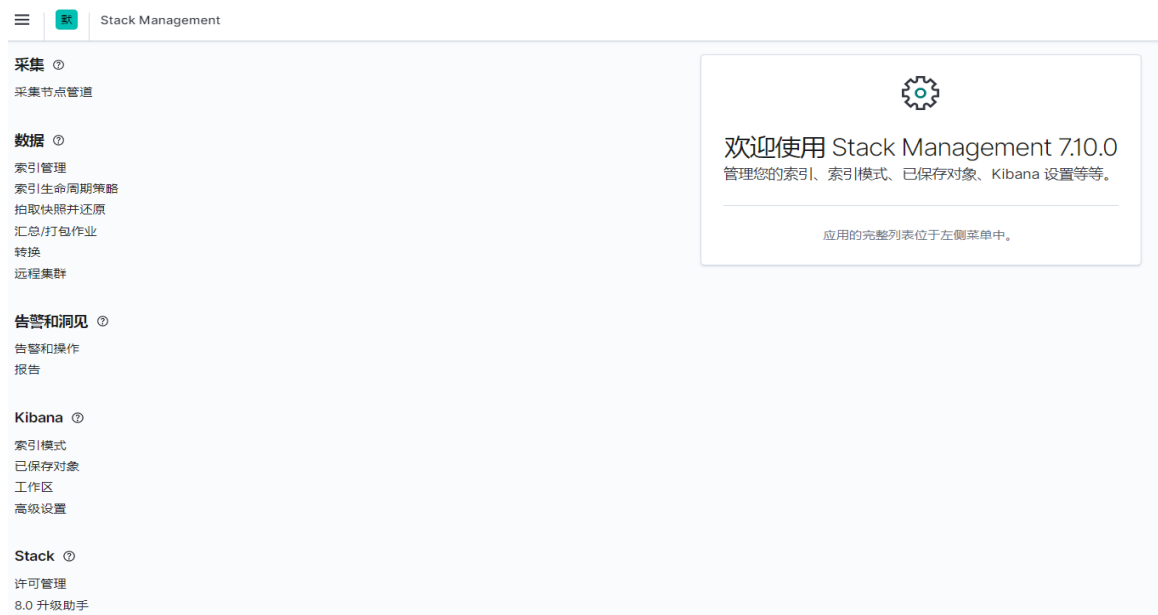 默 Stack Management
采集
采集节点管道
数据
索引管理
索引生命周期策略
拍取快照并还原
汇总/打包作业
转换
远程集群
告警和洞见
告警和操作
报告
Kibana
索引模式
已保存对象
工作区
高级设置
Stack
许可管理
8.0 升级助手
欢迎使用 Stack Management 7.10.0
管理您的索引、索引模式、已保存对象、Kibana 设置等等。
应用的完整列表位于左侧菜单中。